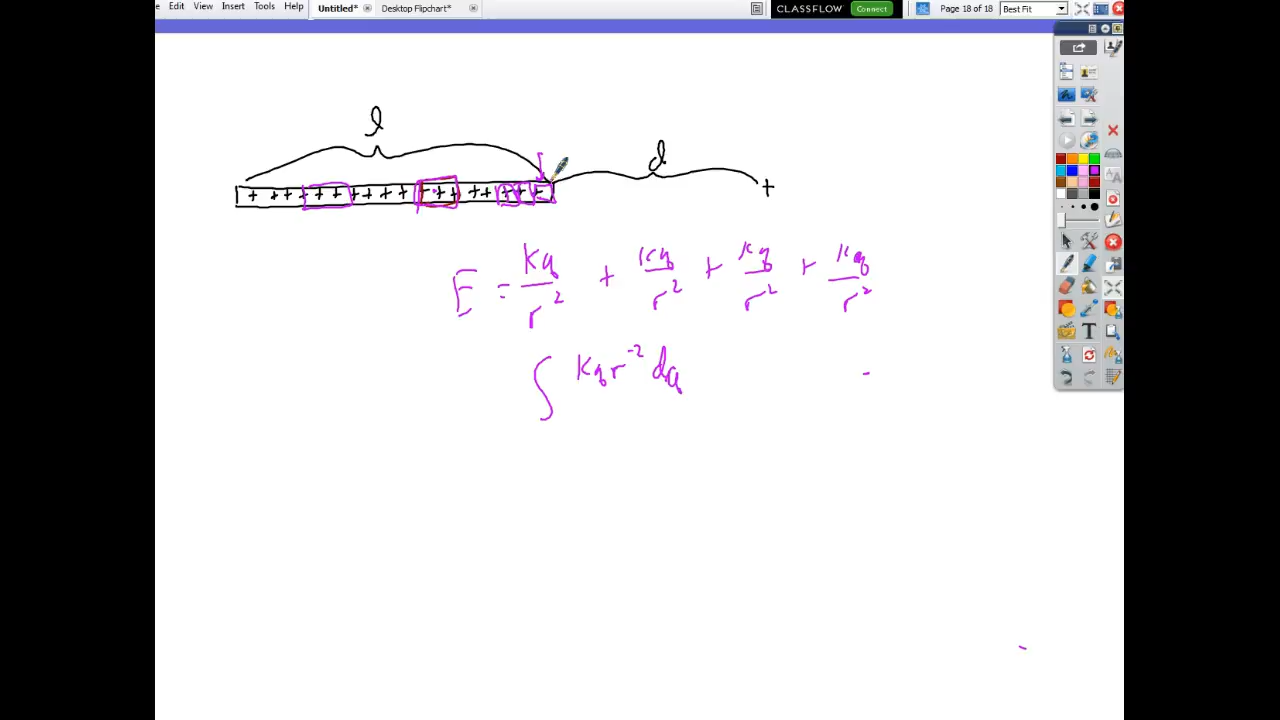 Edit View Insert Tools Help Untitled* Desktop Flipchart* CLASSFLOW Connect Page 18 of 18 Best Fit
l
d
+ + + + + + + + + + + + + + + + + + +
E = kq/r² + kq/r² + kq/r² + kq/r²
∫ kqr⁻² dq
T